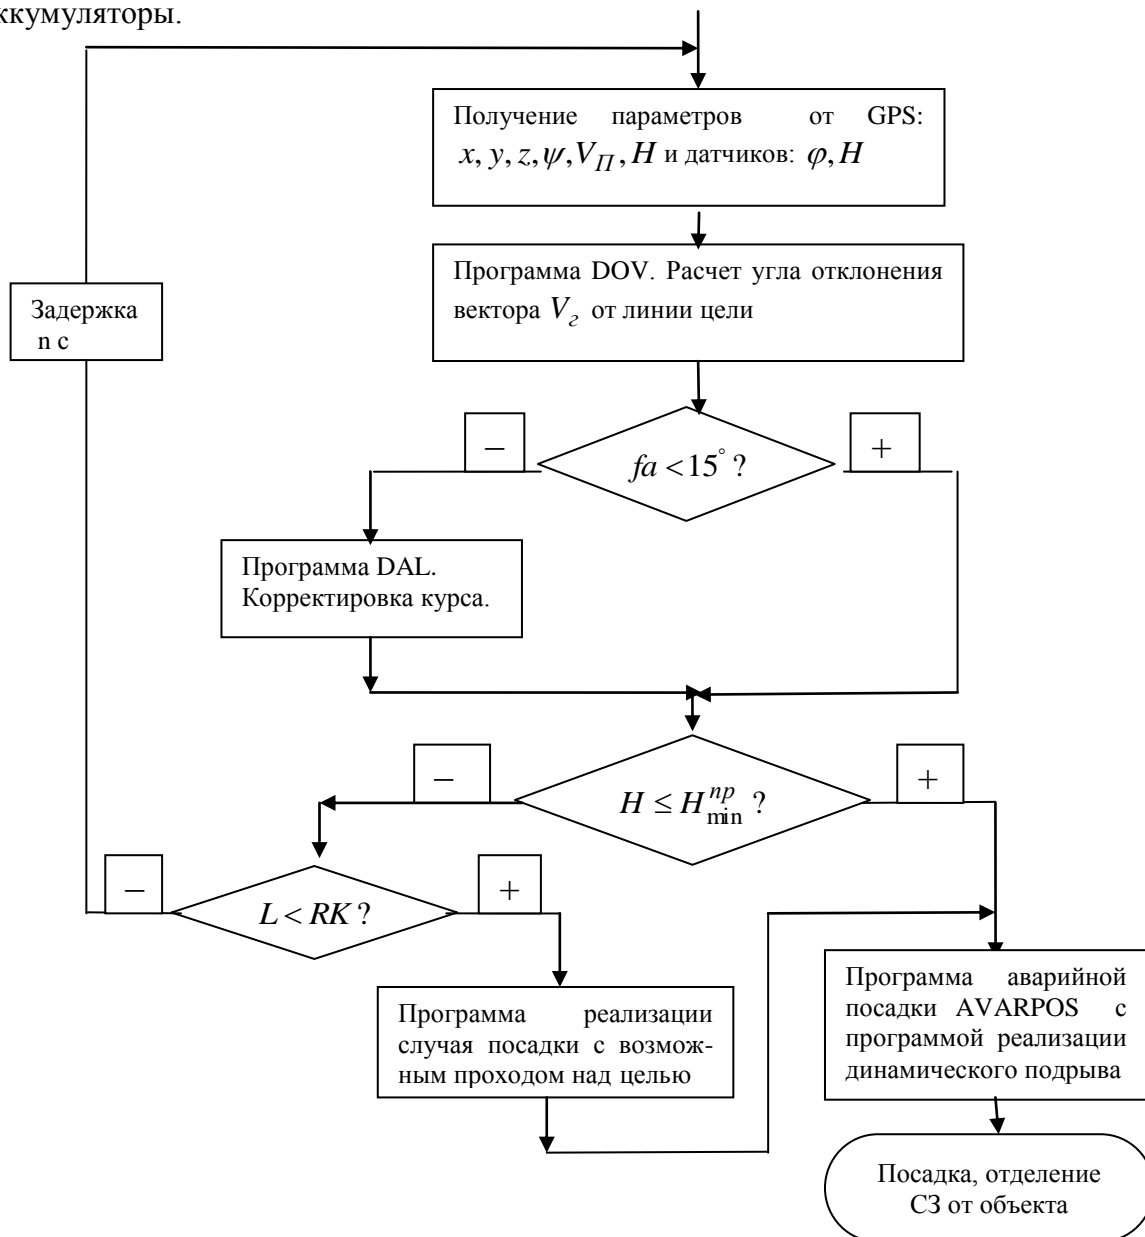 ккумуляторы.
Получение параметров от GPS:
x, y, z, ψ, V_П, H и датчиков: φ, H
Программа DOV. Расчет угла отклонения
вектора V_г от линии цели
Задержка
n с
−
fa < 15° ?
+
Программа DAL.
Корректировка курса.
−
H ≤ H_min^пр ?
+
−
L < RK ?
+
Программа реализации
случая посадки с возмож-
ным проходом над целью
Программа аварийной
посадки AVARPOS с
программой реализации
динамического подрыва
Посадка, отделение
СЗ от объекта